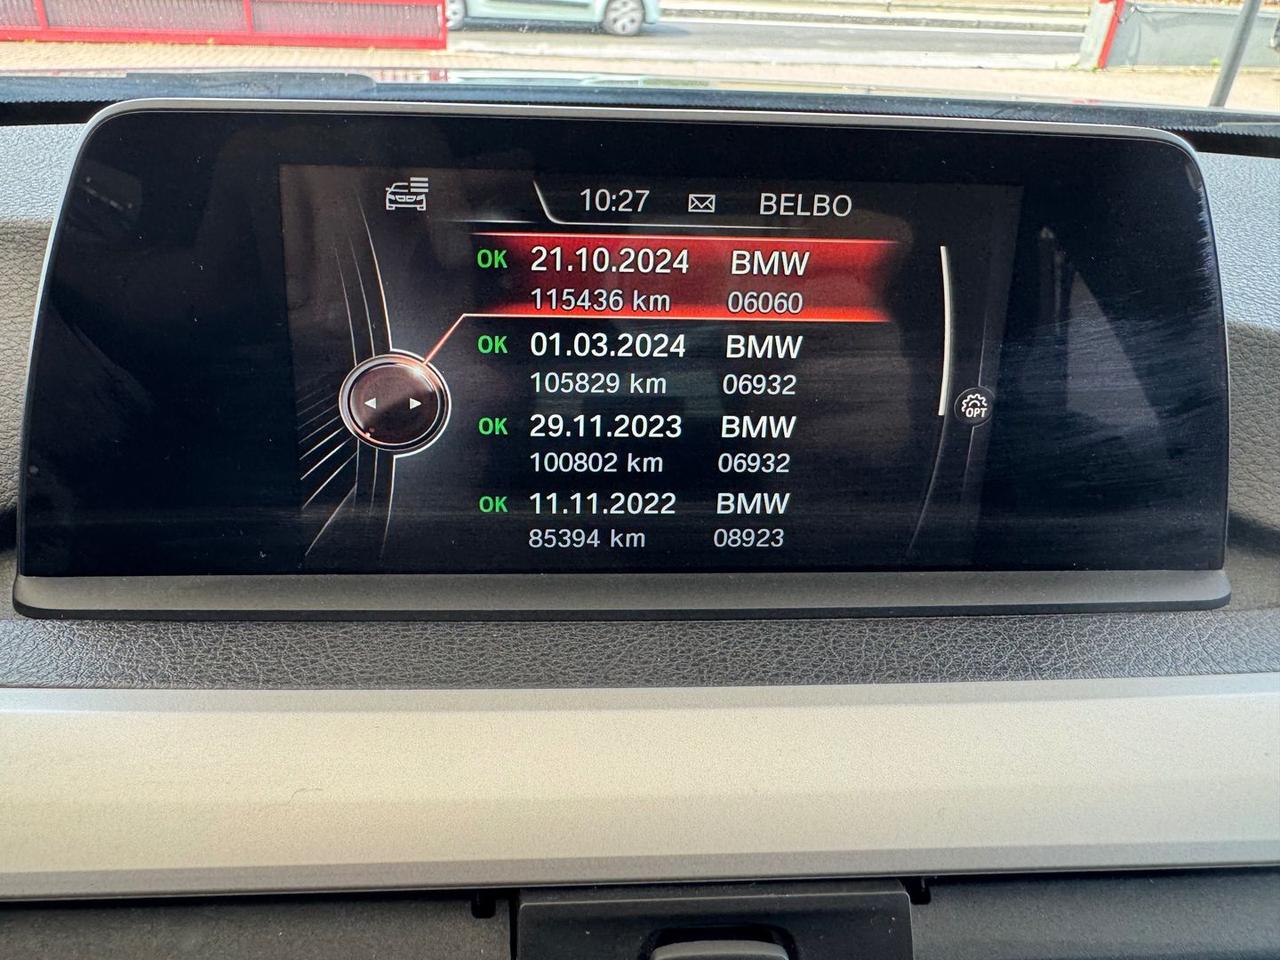 10:27 BELBO
OK 21.10.2024 BMW
115436 km 06060
OK 01.03.2024 BMW
105829 km 06932
OK 29.11.2023 BMW
100802 km 06932
OPT
OK 11.11.2022 BMW
85394 km 08923